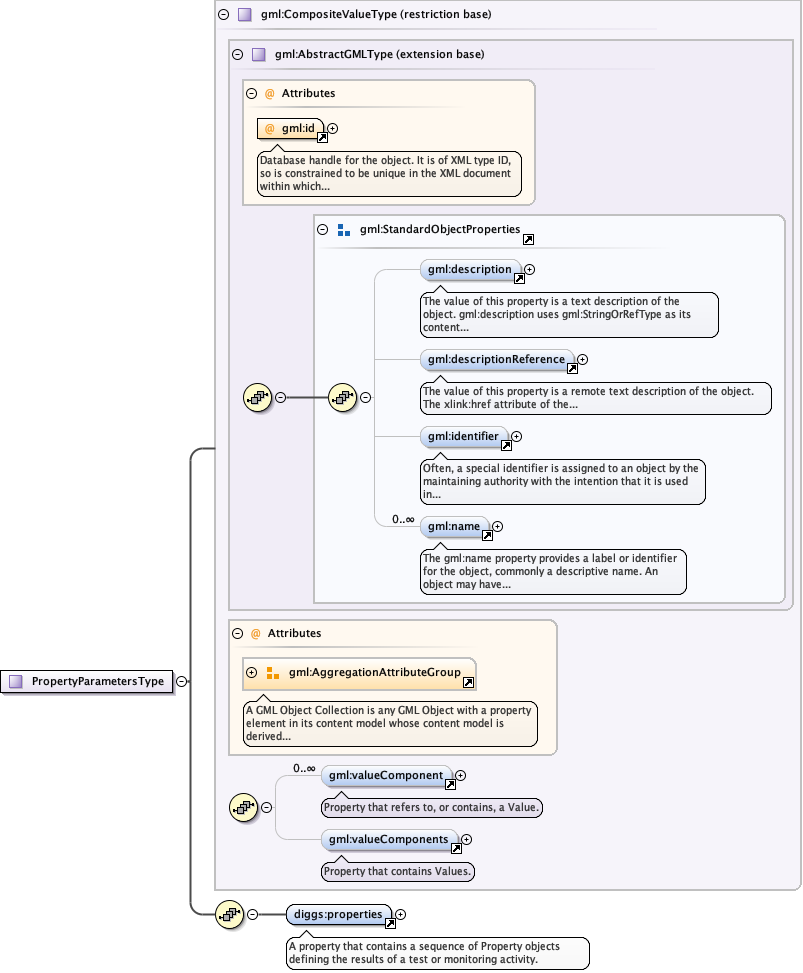 gml:CompositeValueType (restriction base)
gml:AbstractGMLType (extension base)
@ Attributes
@ gml:id
Database handle for the object. It is of XML type ID,
so is constrained to be unique in the XML document
within which...
gml:StandardObjectProperties
gml:description
The value of this property is a text description of the
object. gml:description uses gml:StringOrRefType as its
content...
gml:descriptionReference
The value of this property is a remote text description of the object.
The xlink:href attribute of the...
gml:identifier
Often, a special identifier is assigned to an object by the
maintaining authority with the intention that it is used
in...
0..∞
gml:name
The gml:name property provides a label or identifier
for the object, commonly a descriptive name. An
object may have...
@ Attributes
gml:AggregationAttributeGroup
A GML Object Collection is any GML Object with a property
element in its content model whose content model is
derived...
PropertyParametersType
0..∞
gml:valueComponent
Property that refers to, or contains, a Value.
gml:valueComponents
Property that contains Values.
diggs:properties
A property that contains a sequence of Property objects
defining the results of a test or monitoring activity.